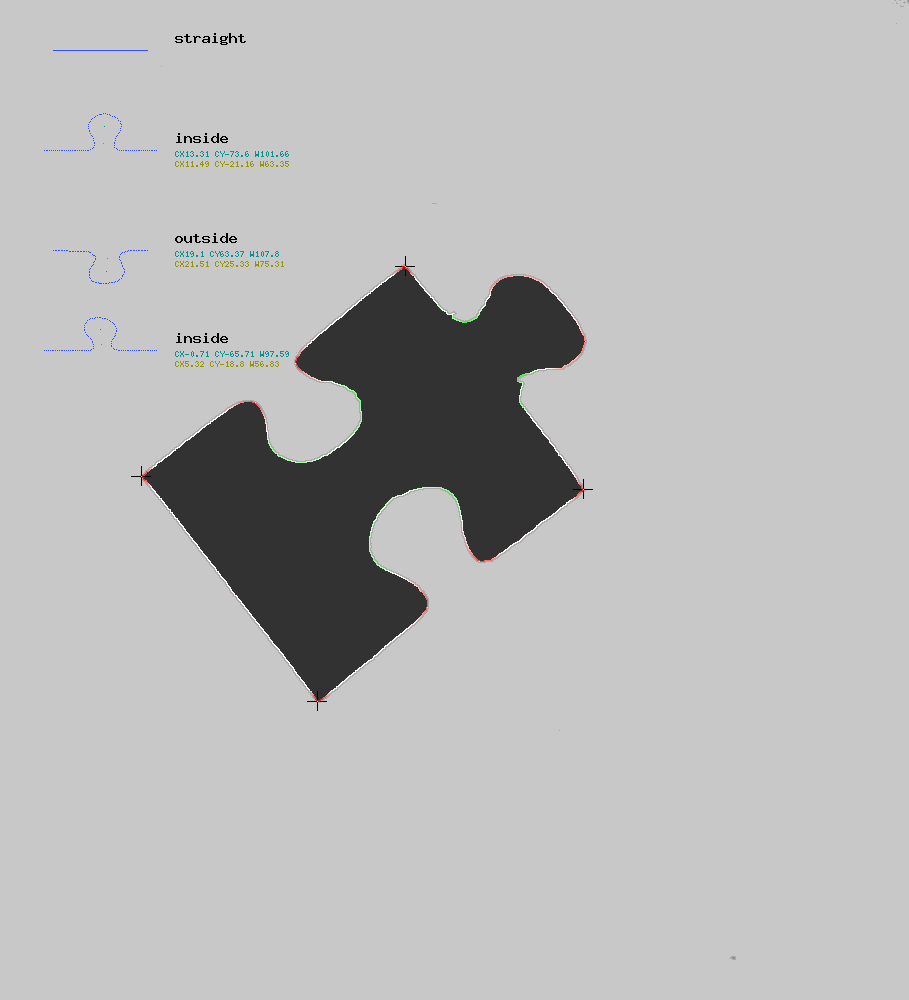 straight
inside
CX13.31 CY-73.6 W101.66
CX11.49 CY-21.16 W63.35
outside
CX19.1 CY63.37 W107.8
CX21.51 CY25.33 W75.31
inside
CX-0.71 CY-65.71 W97.59
CX5.32 CY-18.8 W56.83